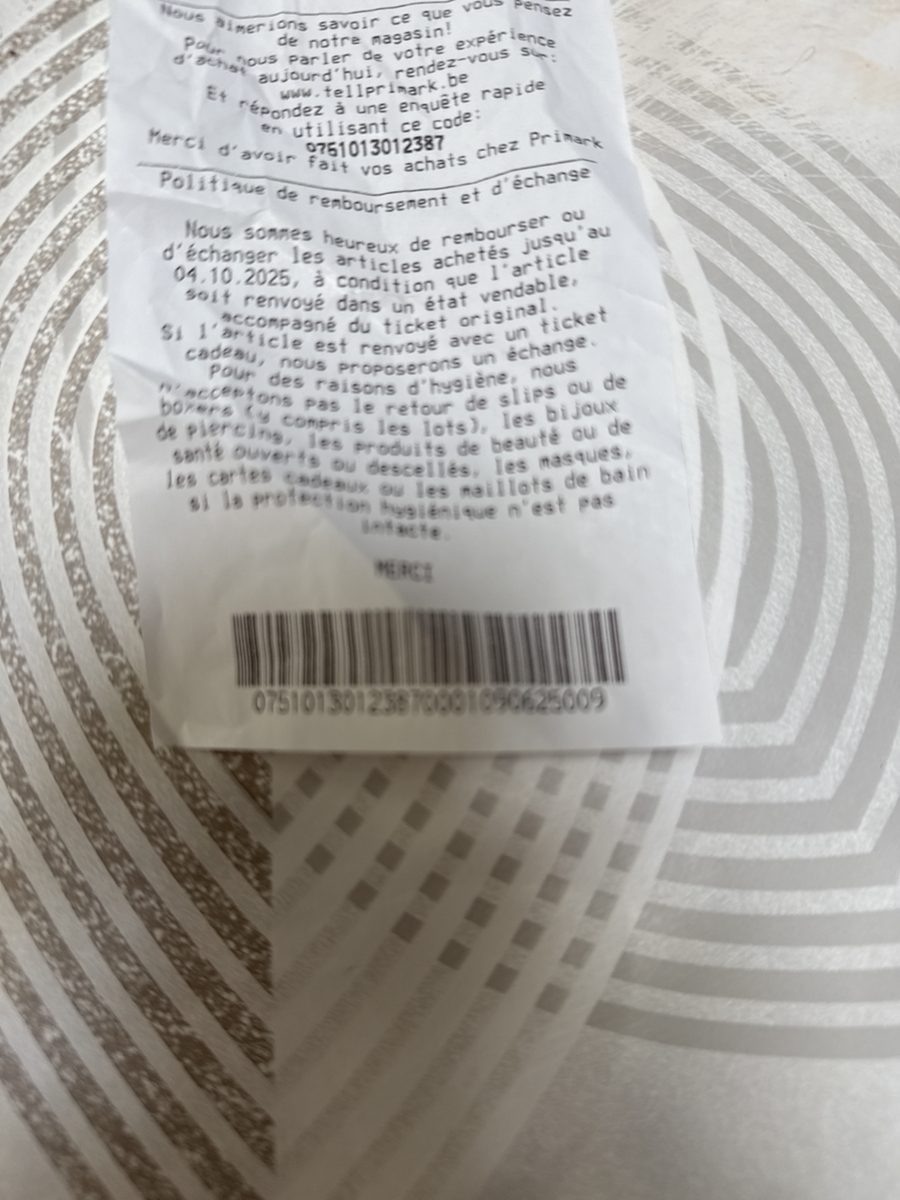 Nous aimerions savoir ce que vous pensez
de notre magasin!
Pour nous parler de votre expérience
d'achat aujourd'hui, rendez-vous sur:
www.tellprimark.be
Et répondez à une enquête rapide
en utilisant ce code:
0751013012387
Merci d'avoir fait vos achats chez Primark
Politique de remboursement et d'échange
Nous sommes heureux de rembourser ou
d'échanger les articles achetés jusqu'au
04.10.2025, à condition que l'article
soit renvoyé dans un état vendable,
accompagné du ticket original.
Si l'article est renvoyé avec un ticket
cadeau, nous proposerons un échange.
Pour des raisons d'hygiène, nous
n'acceptons pas le retour de slips ou de
boxers (y compris les lots), les bijoux
de piercing, les produits de beauté ou de
santé ouverts ou descellés, les masques,
les cartes cadeaux ou les maillots de bain
si la protection hygiénique n'est pas
intacte.
MERCI
07510130123870001090625009